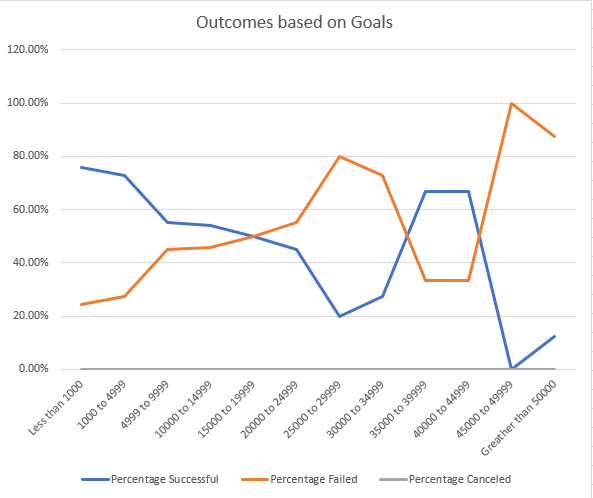 Outcomes based on Goals
120.00%
100.00%
80.00%
60.00%
40.00%
20.00%
0.00%
Less than 1000
1000 to 4999
4999 to 9999
10000 to 14999
15000 to 19999
20000 to 24999
25000 to 29999
30000 to 34999
35000 to 39999
40000 to 44999
45000 to 49999
Greather than 50000
Percentage Successful
Percentage Failed
Percentage Canceled